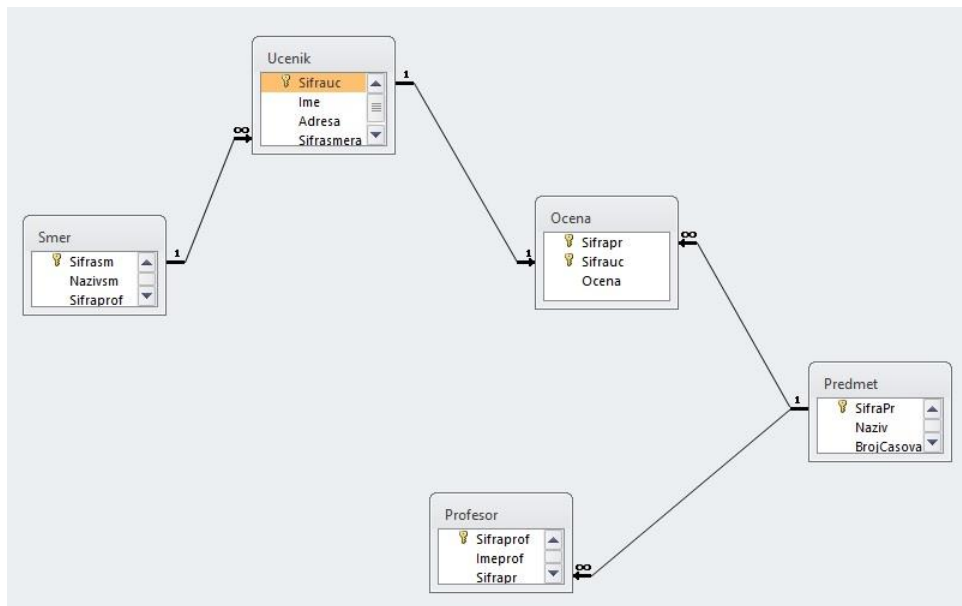 Ucenik
Sifrauc
Ime
Adresa
Sifrasmera
1
∞
Smer
Sifrasm
Nazivsm
Sifraprof
1
Ocena
Sifrapr
Sifrauc
Ocena
1
∞
Predmet
SifraPr
Naziv
BrojCasova
1
Profesor
Sifraprof
Imeprof
Sifrapr
∞